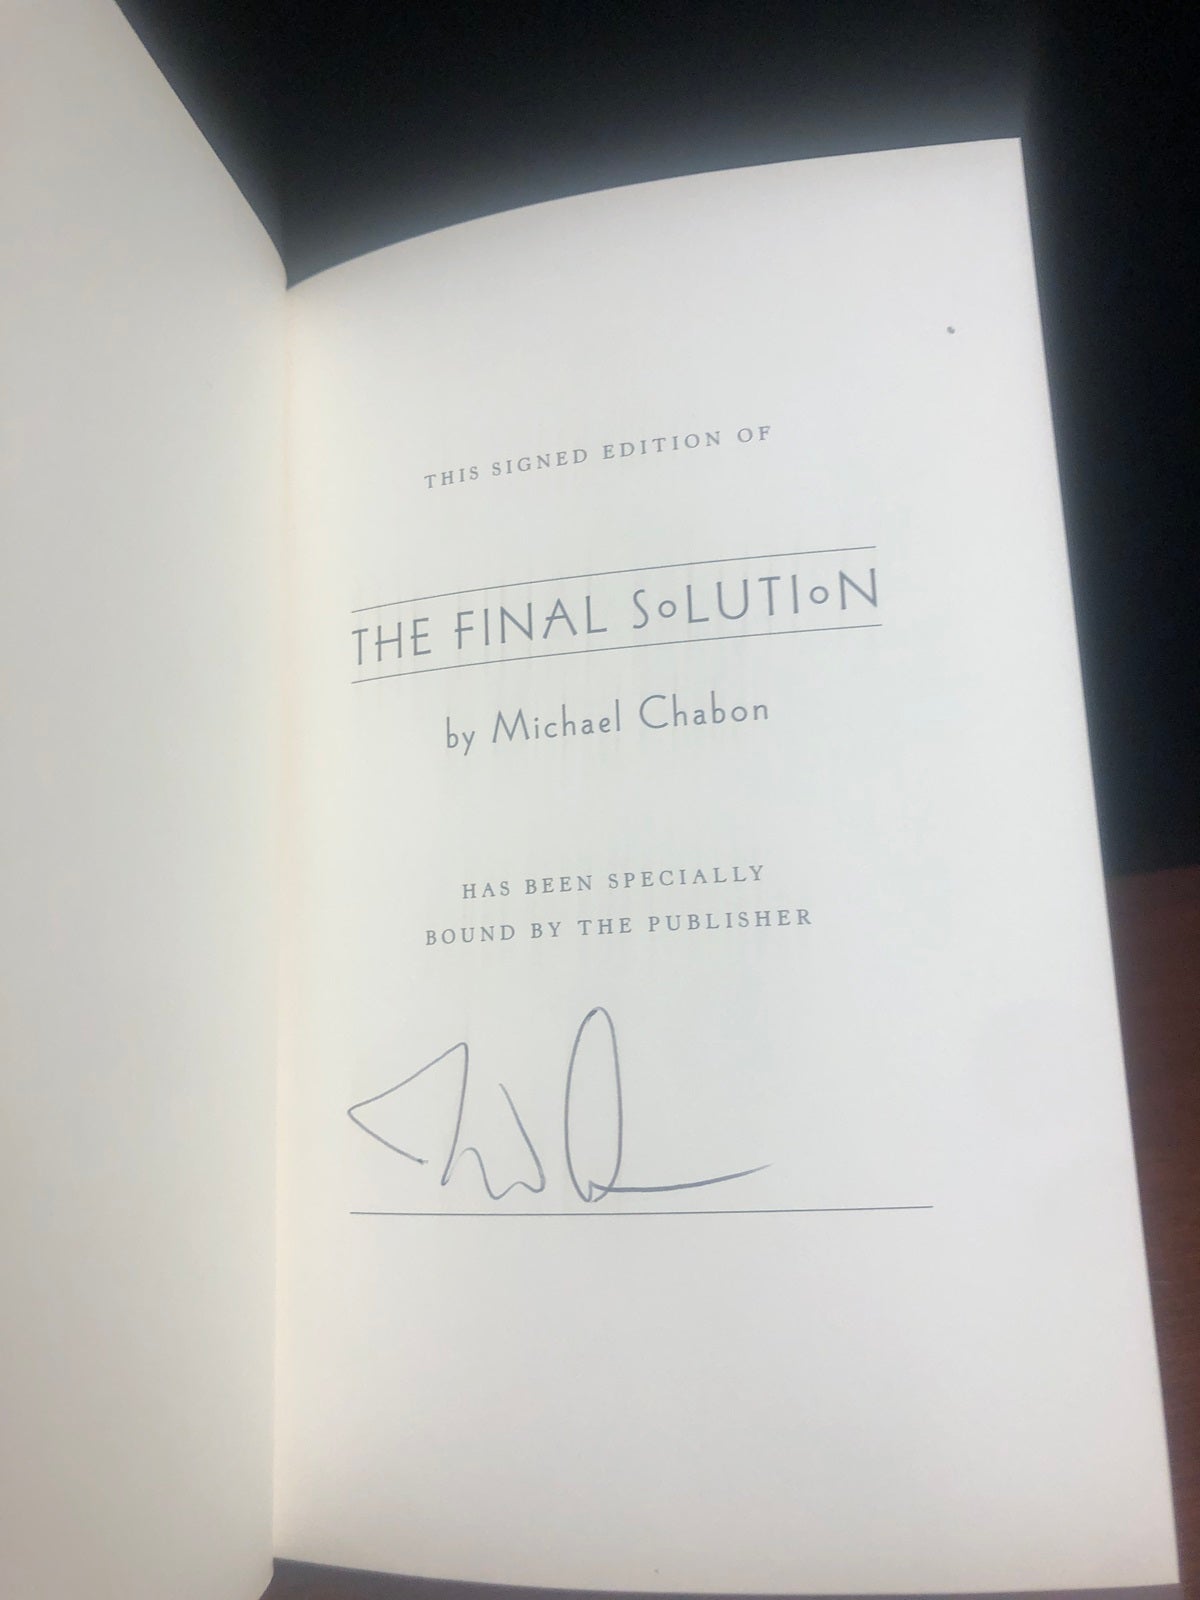 THIS SIGNED EDITION OF
THE FINAL SoLUTIoN
by Michael Chabon
HAS BEEN SPECIALLY
BOUND BY THE PUBLISHER